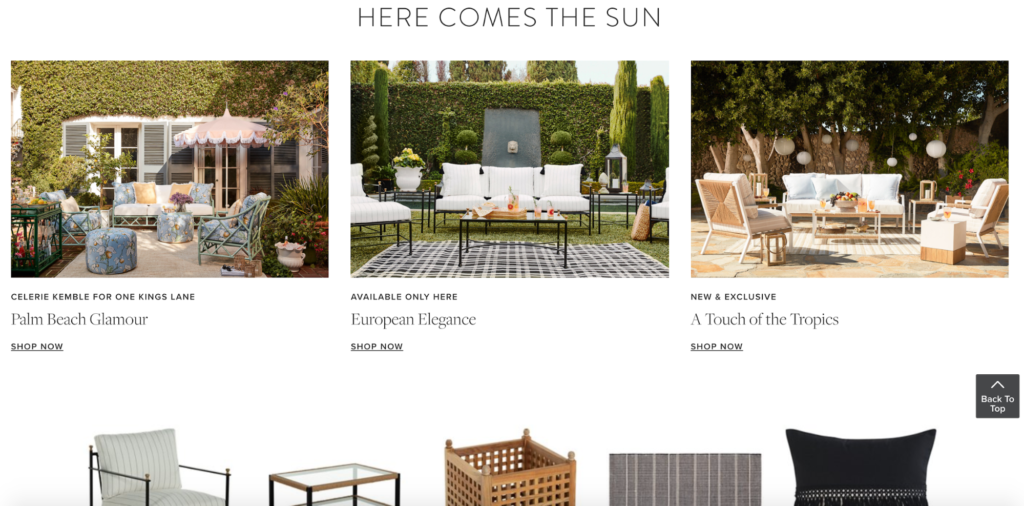 HERE COMES THE SUN
CELERIE KEMBLE FOR ONE KINGS LANE
Palm Beach Glamour
SHOP NOW
AVAILABLE ONLY HERE
European Elegance
SHOP NOW
NEW & EXCLUSIVE
A Touch of the Tropics
SHOP NOW
Back To
Top